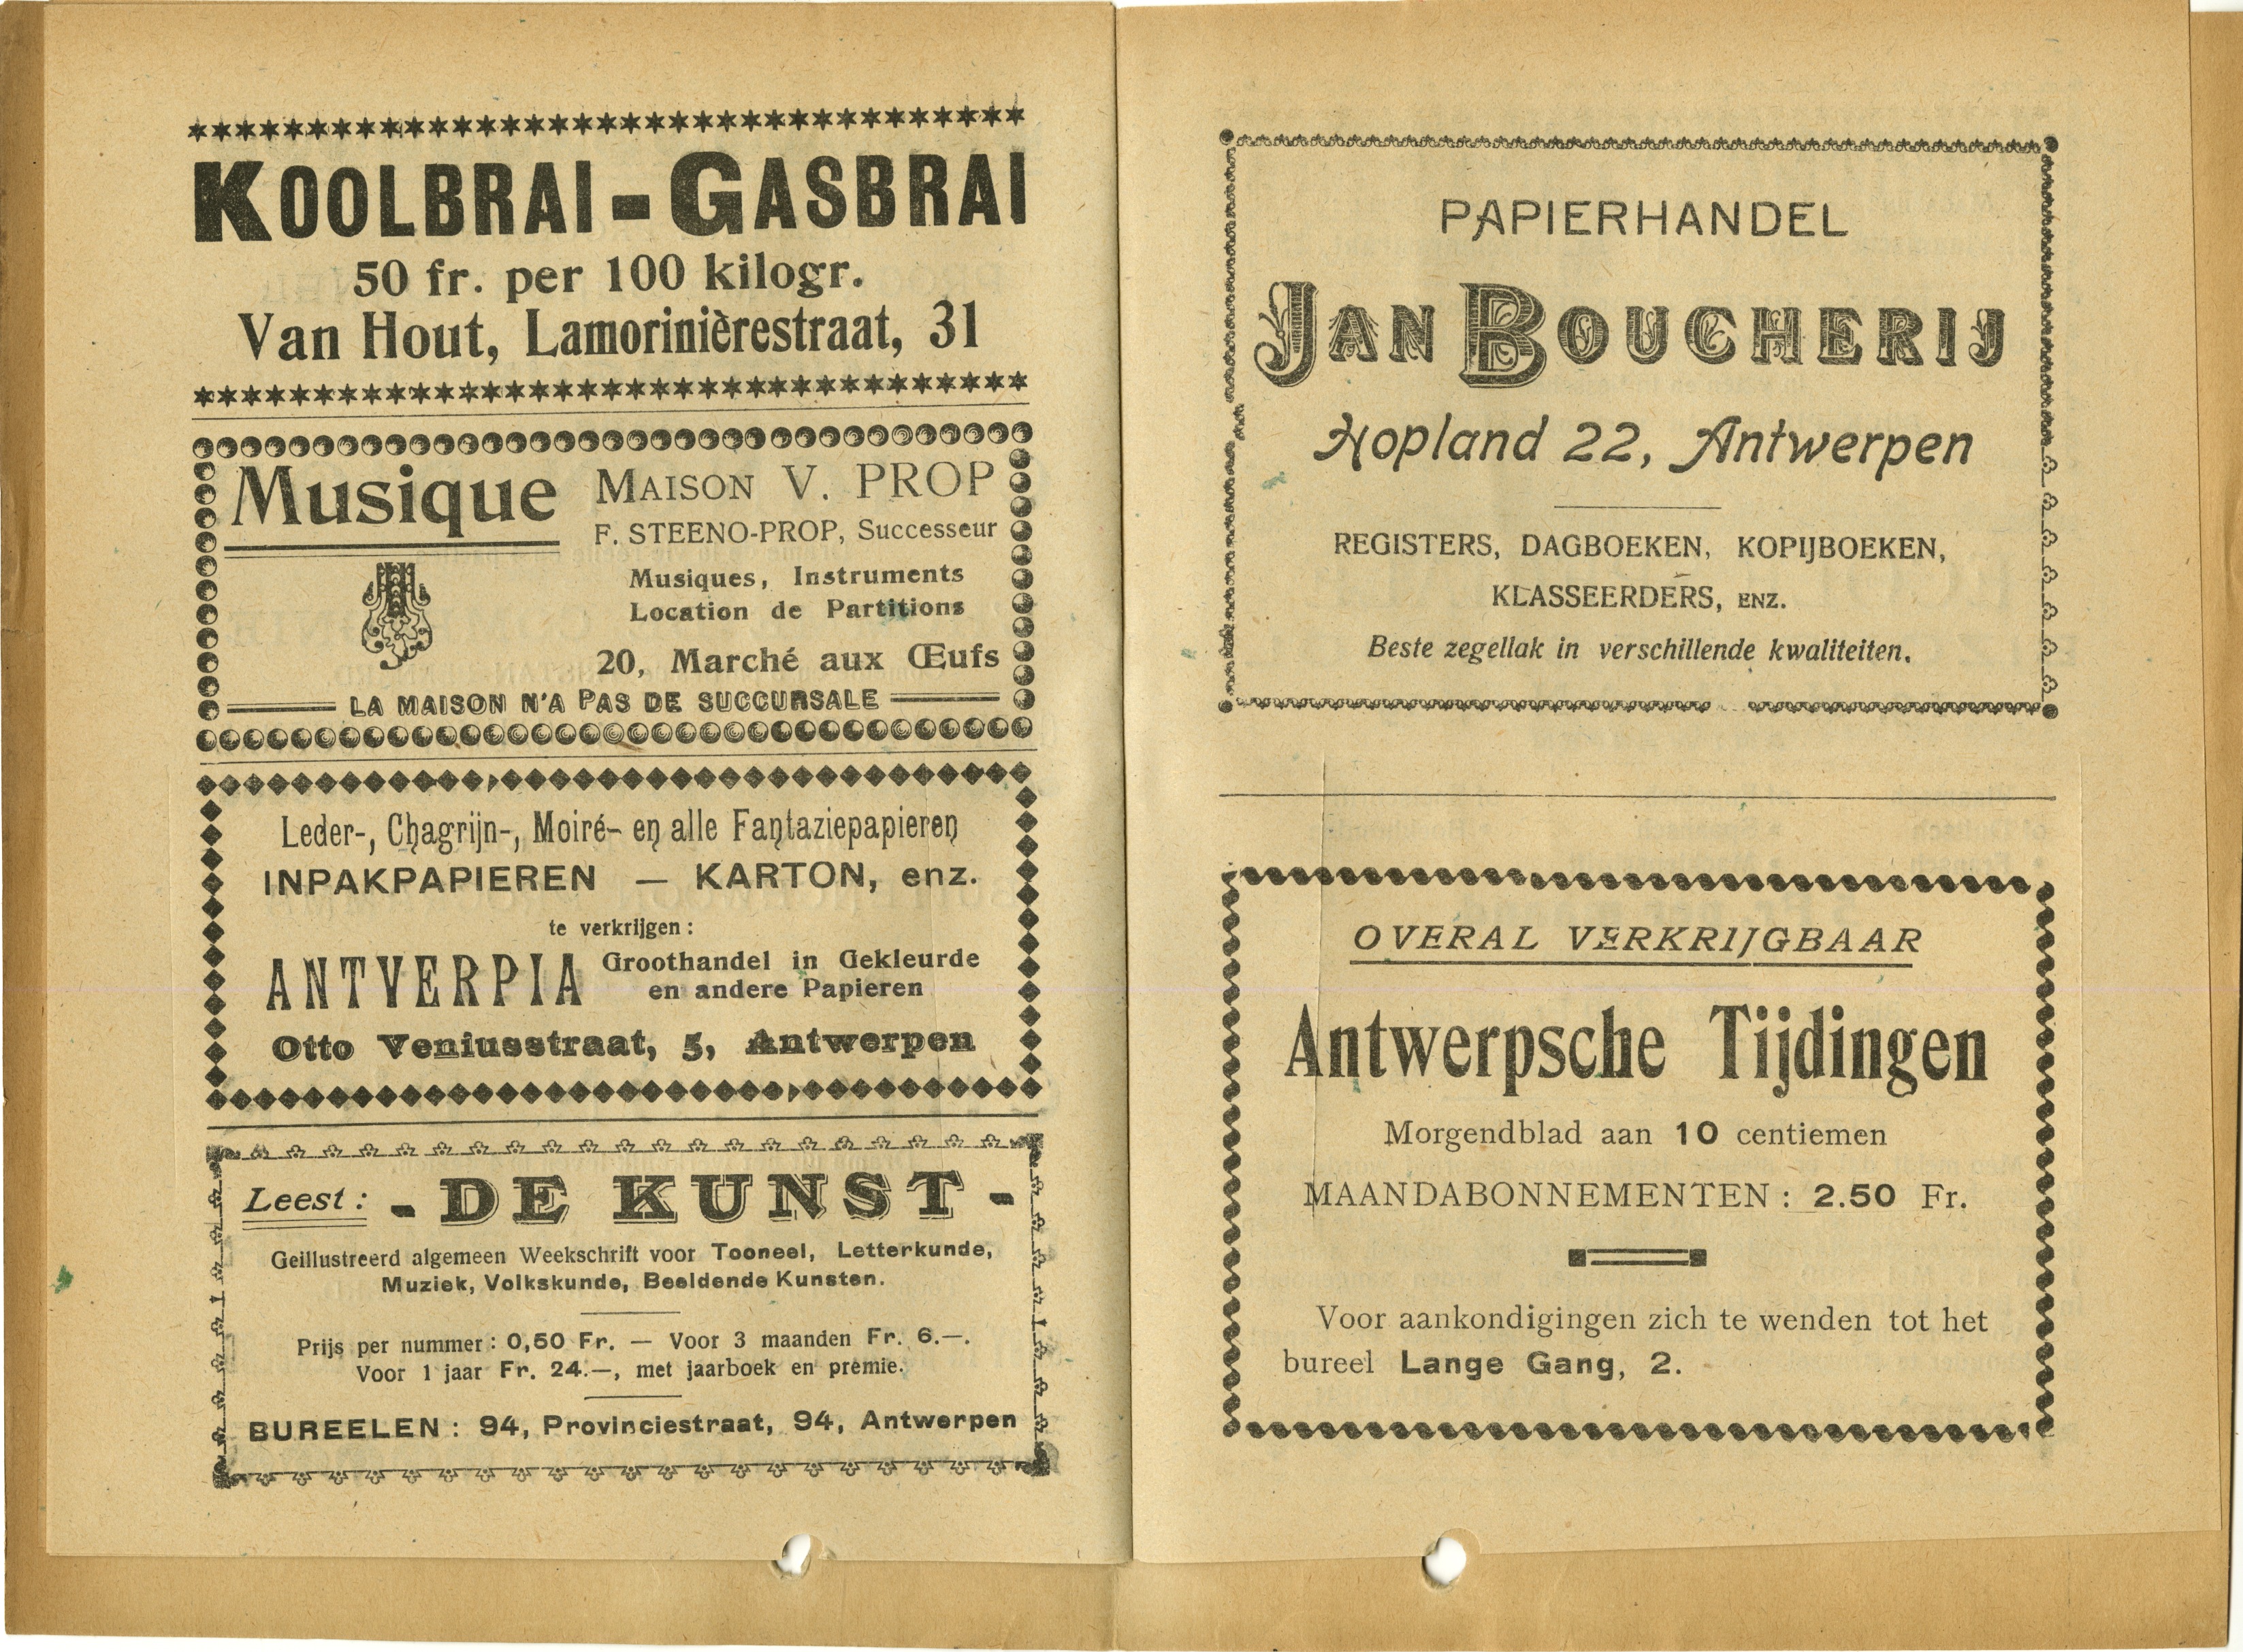 KOOLBRAI - GASBRAI
50 fr. per 100 kilogr.
Van Hout, Lamorinièrestraat, 31
Musique
MAISON V. PROP
F. STEENO-PROP, Successeur
Musiques, Instruments
Location de Partitions
20, Marché aux Œufs
LA MAISON N'A PAS DE SUCCURSALE
Leder-, Chagrijn-, Moiré- en alle Fantaziepapieren
INPAKPAPIEREN — KARTON, enz.
te verkrijgen :
ANTVERPIA Groothandel in Gekleurde
en andere Papieren
Otto Veniusstraat, 5, Antwerpen
Leest : - DE KUNST -
Geillustreerd algemeen Weekschrift voor Tooneel, Letterkunde,
Muziek, Volkskunde, Beeldende Kunsten.
Prijs per nummer : 0,50 Fr. — Voor 3 maanden Fr. 6.—.
Voor 1 jaar Fr. 24.—, met jaarboek en premie.
BUREELEN : 94, Provinciestraat, 94, Antwerpen
PAPIERHANDEL
JAN BOUCHERIJ
Hopland 22, Antwerpen
REGISTERS, DAGBOEKEN, KOPIJBOEKEN,
KLASSEERDERS, ENZ.
Beste zegellak in verschillende kwaliteiten.
OVERAL VERKRIJGBAAR
Antwerpsche Tijdingen
Morgendblad aan 10 centiemen
MAANDABONNEMENTEN : 2.50 Fr.
Voor aankondigingen zich te wenden tot het
bureel Lange Gang, 2.